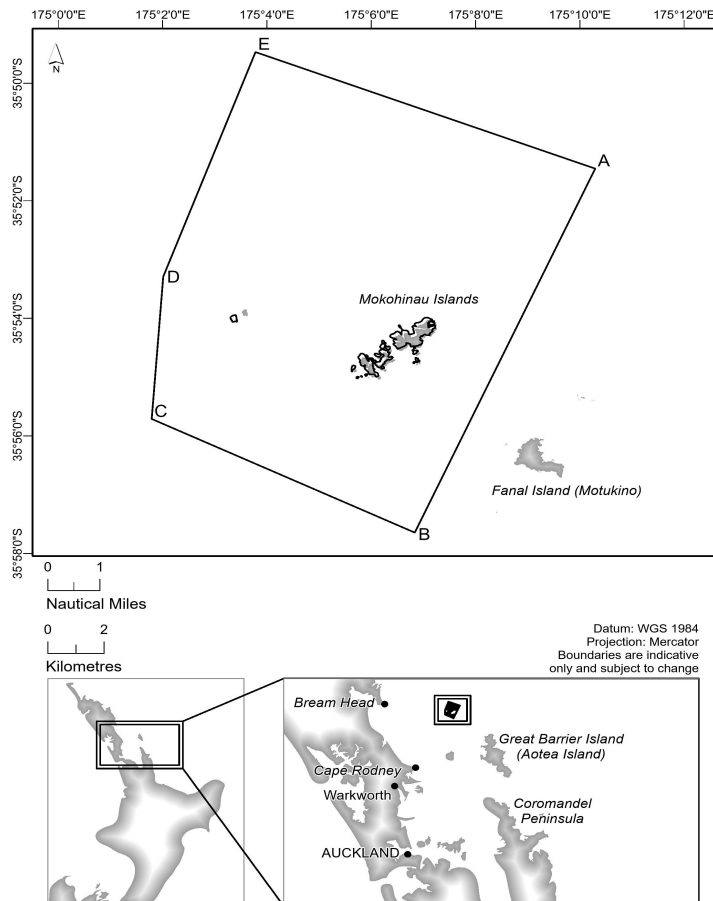 175°0'0"E
175°2'0"E
175°4'0"E
175°6'0"E
175°8'0"E
175°10'0"E
175°12'0"E
N
E
A
35°50'0"S
35°52'0"S
D
Mokohinau Islands
35°54'0"S
C
35°56'0"S
Fanal Island (Motukino)
B
35°58'0"S
0 1
Nautical Miles
0 2
Kilometres
Datum: WGS 1984
Projection: Mercator
Boundaries are indicative
only and subject to change
Bream Head
Great Barrier Island
(Aotea Island)
Cape Rodney
Warkworth
Coromandel
Peninsula
AUCKLAND